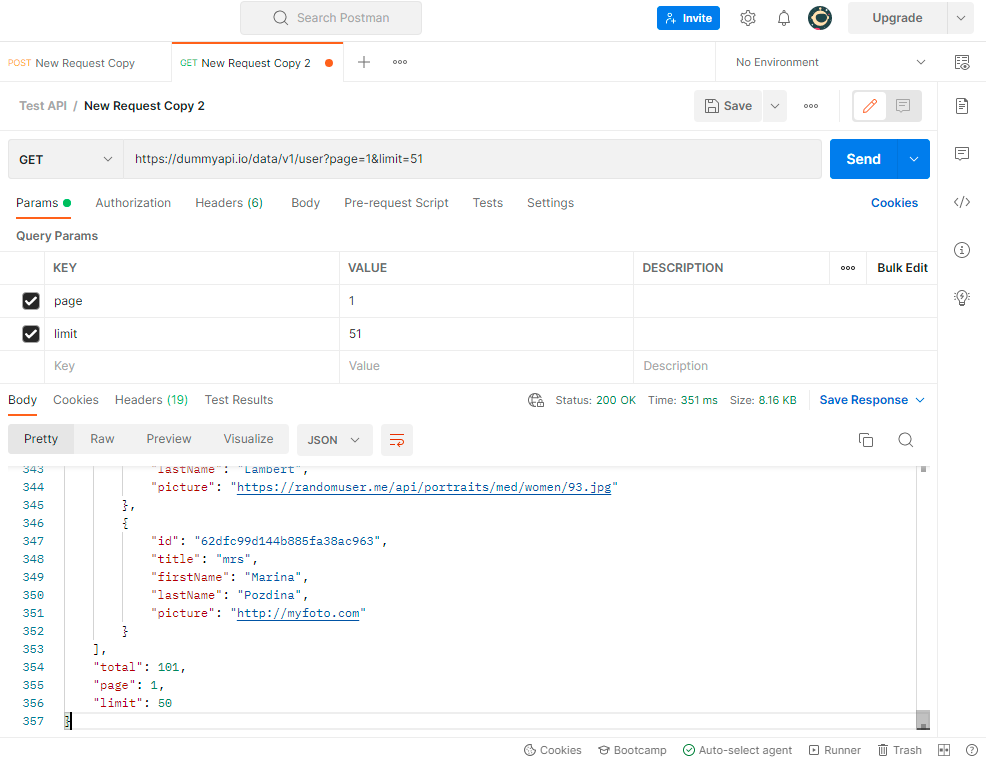 Search Postman
Invite
Upgrade
POST New Request Copy
GET New Request Copy 2
No Environment
Test API / New Request Copy 2
Save
GET
https://dummyapi.io/data/v1/user?page=1&limit=51
Send
Params Authorization Headers (6) Body Pre-request Script Tests Settings Cookies
Query Params
KEY VALUE DESCRIPTION Bulk Edit
page 1
limit 51
Key Value Description
Body Cookies Headers (19) Test Results Status: 200 OK Time: 351 ms Size: 8.16 KB Save Response
Pretty Raw Preview Visualize JSON
343 "lastName": "Lambert",
344 "picture": "https://randomuser.me/api/portraits/med/women/93.jpg"
345 },
346 {
347 "id": "62dfc99d144b885fa38ac963",
348 "title": "mrs",
349 "firstName": "Marina",
350 "lastName": "Pozdina",
351 "picture": "http://myfoto.com"
352 }
353 ],
354 "total": 101,
355 "page": 1,
356 "limit": 50
357 }
Cookies Bootcamp Auto-select agent Runner Trash